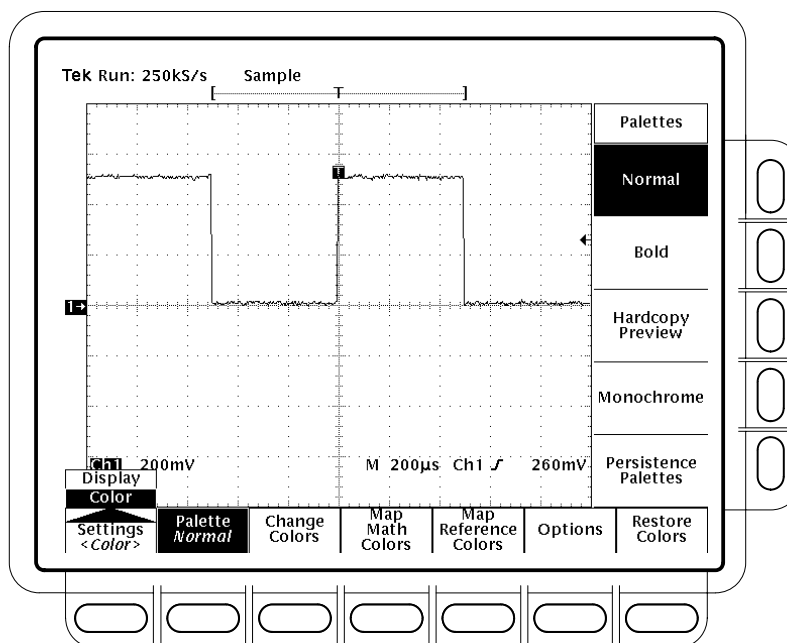 Tek Run: 250kS/s Sample
[ T ]
Palettes
Normal
T
Bold
1→
Hardcopy
Preview
Monochrome
Ch1 200mV M 200µs Ch1 260mV
Persistence
Palettes
Display
Color
Settings
<Color>
Palette
Normal
Change
Colors
Map
Math
Colors
Map
Reference
Colors
Options
Restore
Colors